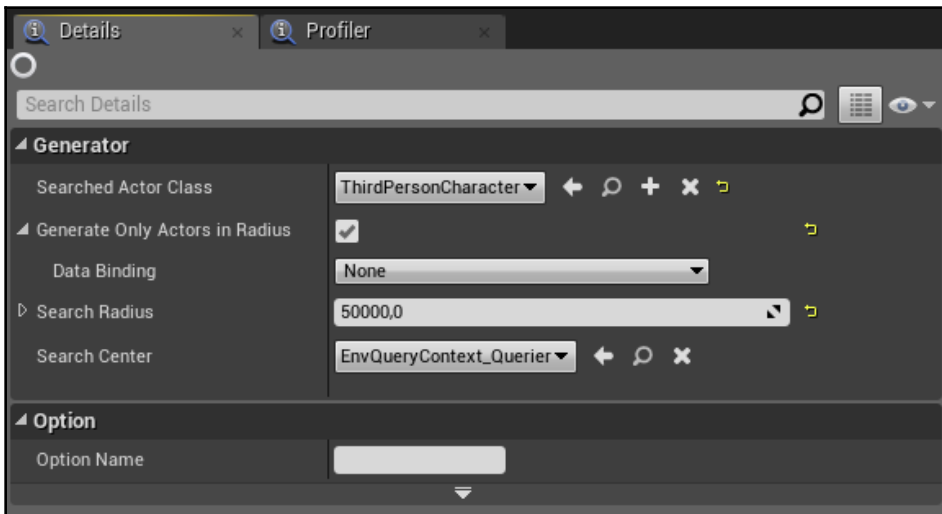 Details
Profiler
Search Details
Generator
Searched Actor Class ThirdPersonCharacter
Generate Only Actors in Radius
Data Binding None
Search Radius 50000,0
Search Center EnvQueryContext_Querier
Option
Option Name